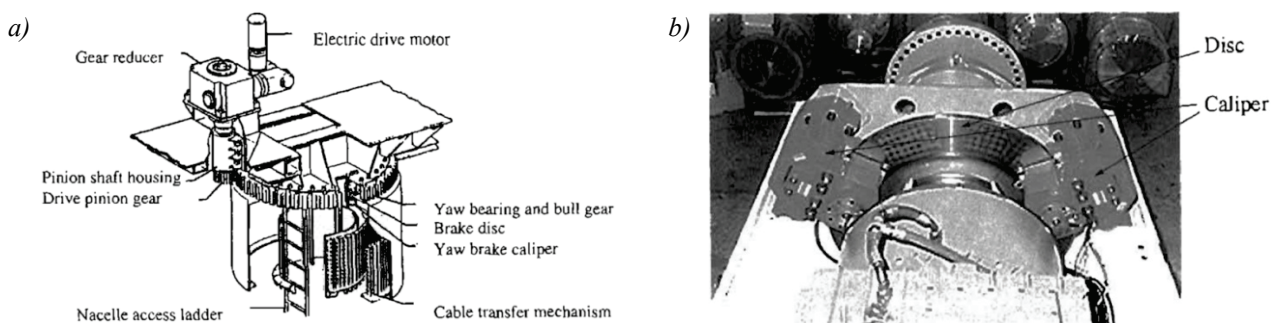 a)
Electric drive motor
Gear reducer
Pinion shaft housing
Drive pinion gear
Yaw bearing and bull gear
Brake disc
Yaw brake caliper
Nacelle access ladder
Cable transfer mechanism
b)
Disc
Caliper